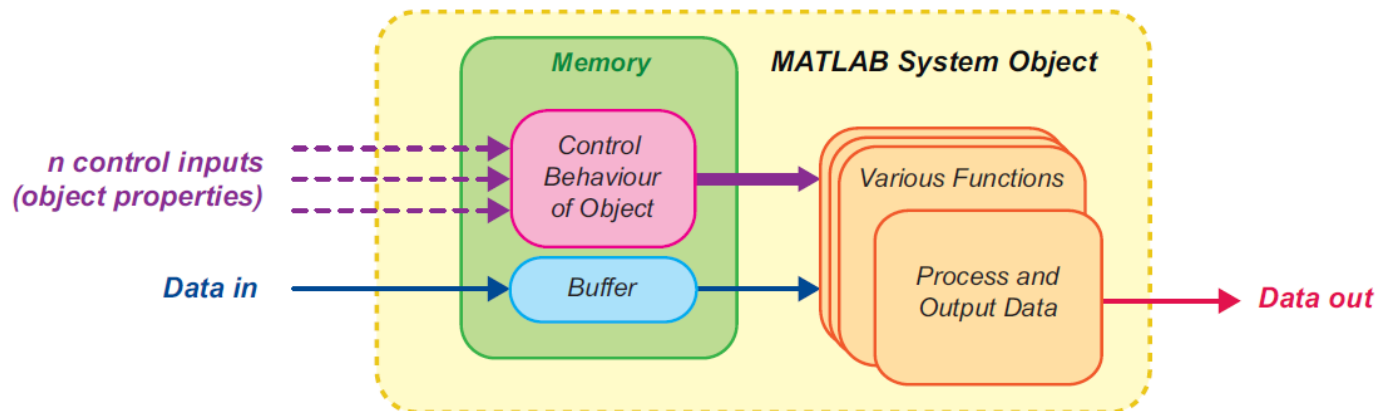 MATLAB System Object
Memory
n control inputs
(object properties)
Control
Behaviour
of Object
Various Functions
Data in
Buffer
Process and
Output Data
Data out